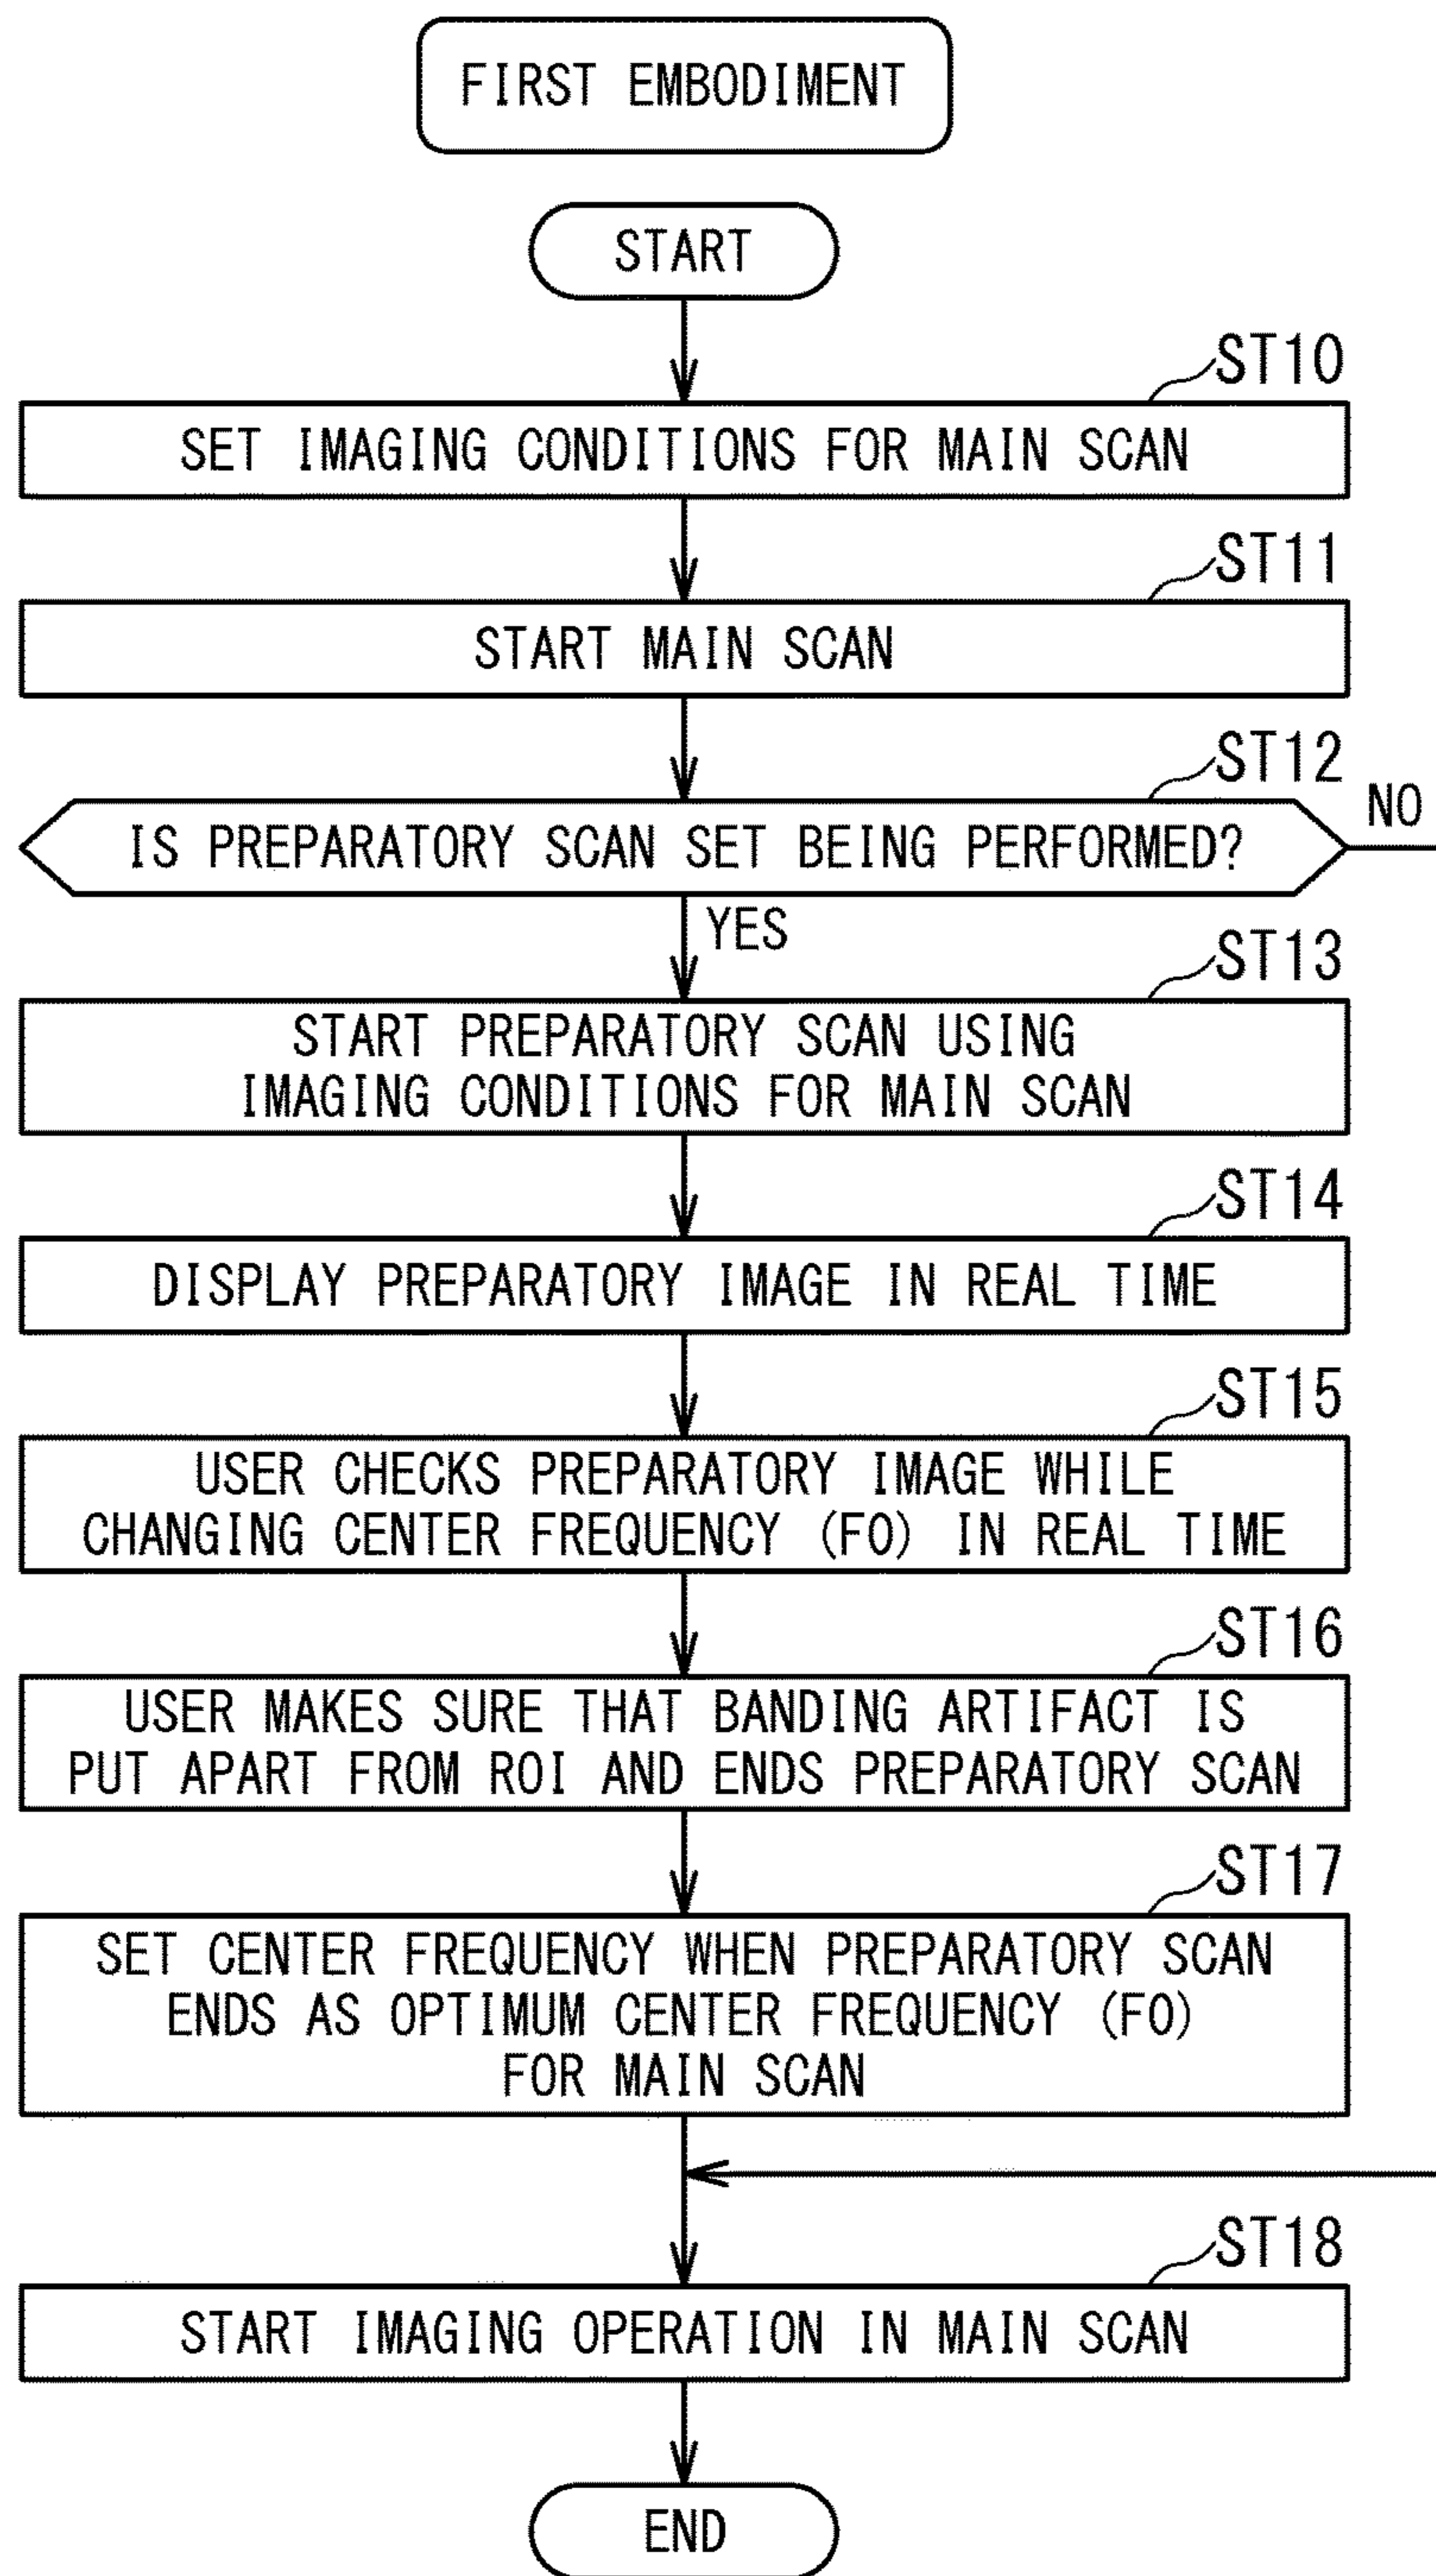 FIRST EMBODIMENT
START
ST10
SET IMAGING CONDITIONS FOR MAIN SCAN
ST11
START MAIN SCAN
ST12
IS PREPARATORY SCAN SET BEING PERFORMED?
NO
YES
ST13
START PREPARATORY SCAN USING
IMAGING CONDITIONS FOR MAIN SCAN
ST14
DISPLAY PREPARATORY IMAGE IN REAL TIME
ST15
USER CHECKS PREPARATORY IMAGE WHILE
CHANGING CENTER FREQUENCY (F0) IN REAL TIME
ST16
USER MAKES SURE THAT BANDING ARTIFACT IS
PUT APART FROM ROI AND ENDS PREPARATORY SCAN
ST17
SET CENTER FREQUENCY WHEN PREPARATORY SCAN
ENDS AS OPTIMUM CENTER FREQUENCY (F0)
FOR MAIN SCAN
ST18
START IMAGING OPERATION IN MAIN SCAN
END